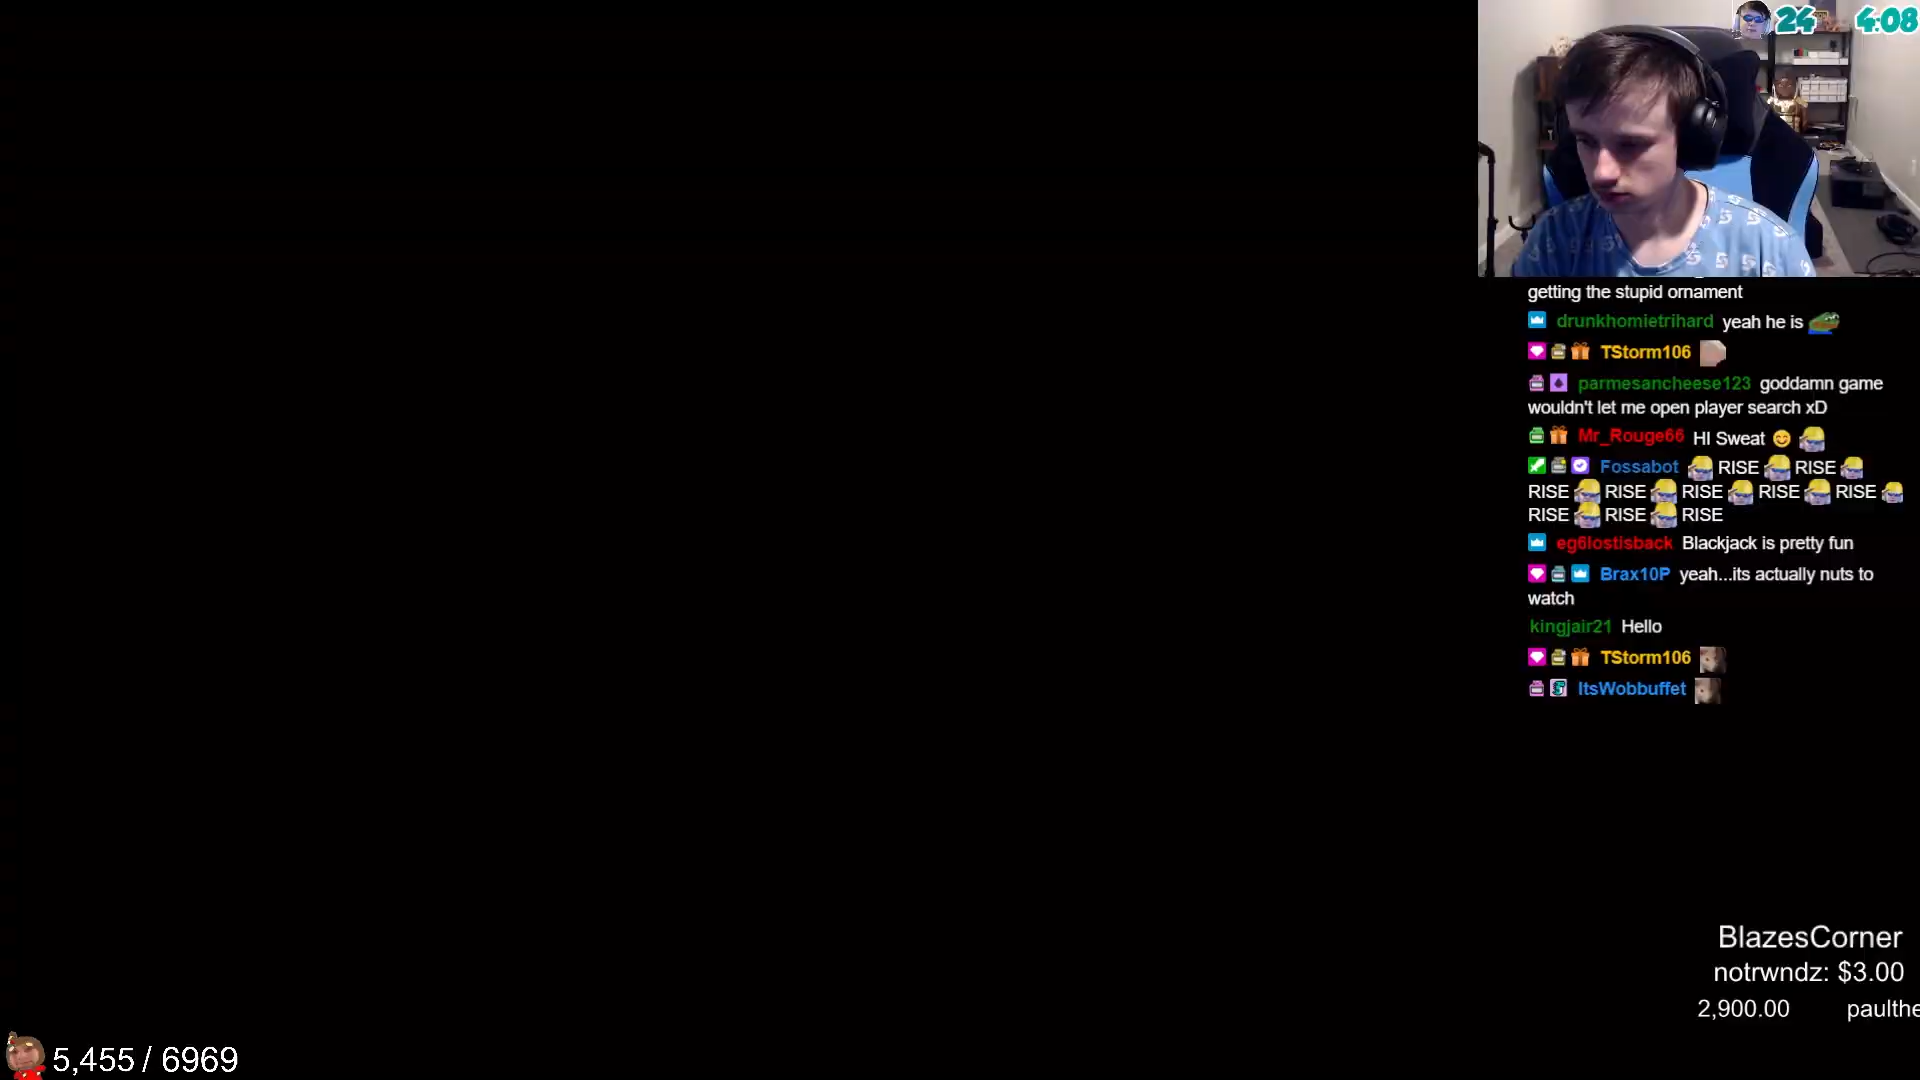 24 4:08
getting the stupid ornament
drunkhomietrihard yeah he is
TStorm106
parmesancheese123 goddamn game
wouldn't let me open player search xD
Mr_Rouge66 HI Sweat
Fossabot RISE RISE
RISE RISE RISE RISE RISE
RISE RISE RISE
eg6lostisback Blackjack is pretty fun
Brax10P yeah...its actually nuts to
watch
kingjair21 Hello
TStorm106
ItsWobbuffet
BlazesCorner
notrwndz: $3.00
2,900.00 paulthe
5,455 / 6969